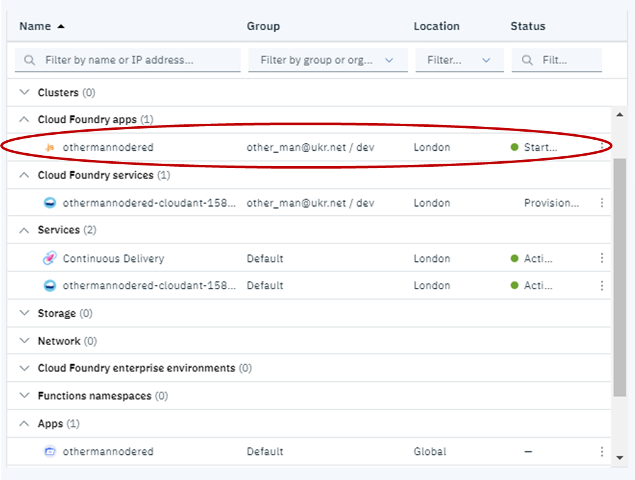 Name Group Location Status
Filter by name or IP address... Filter by group or org... Filter... Filt...
Clusters (0)
Cloud Foundry apps (1)
othermannodered other_man@ukr.net / dev London Start...
Cloud Foundry services (1)
othermannodered-cloudant-158... other_man@ukr.net / dev London Provision...
Services (2)
Continuous Delivery Default London Acti...
othermannodered-cloudant-158... Default London Acti...
Storage (0)
Network (0)
Cloud Foundry enterprise environments (0)
Functions namespaces (0)
Apps (1)
othermannodered Default Global —